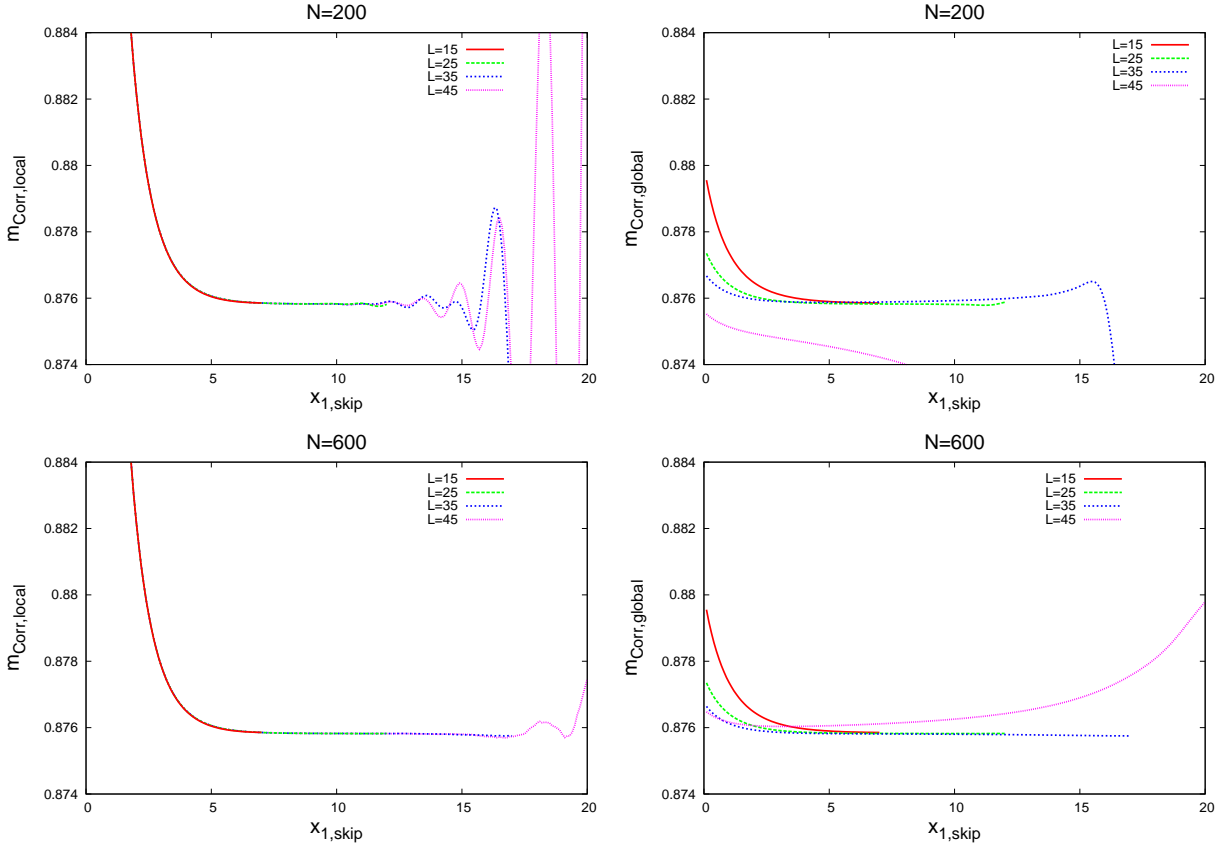 N=200
0.884
0.882
0.88
0.878
0.876
0.874
m_Corr,local
L=15
L=25
L=35
L=45
0
5
10
15
20
x_1,skip
N=200
0.884
0.882
0.88
0.878
0.876
0.874
m_Corr,global
L=15
L=25
L=35
L=45
0
5
10
15
20
x_1,skip
N=600
0.884
0.882
0.88
0.878
0.876
0.874
m_Corr,local
L=15
L=25
L=35
L=45
0
5
10
15
20
x_1,skip
N=600
0.884
0.882
0.88
0.878
0.876
0.874
m_Corr,global
L=15
L=25
L=35
L=45
0
5
10
15
20
x_1,skip